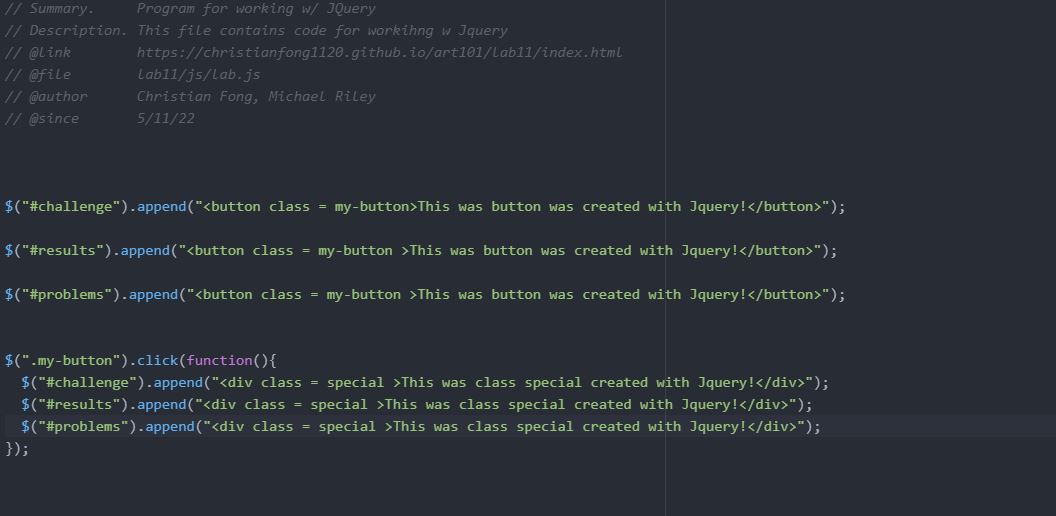 // Summary.     Program for working w/ JQuery
// Description. This file contains code for workihng w Jquery
// @link        https://christianfong1120.github.io/art101/lab11/index.html
// @file        lab11/js/lab.js
// @author      Christian Fong, Michael Riley
// @since       5/11/22
$("#challenge").append("<button class = my-button>This was button was created with Jquery!</button>");
$("#results").append("<button class = my-button >This was button was created with Jquery!</button>");
$("#problems").append("<button class = my-button >This was button was created with Jquery!</button>");
$(".my-button").click(function(){
  $("#challenge").append("<div class = special >This was class special created with Jquery!</div>");
  $("#results").append("<div class = special >This was class special created with Jquery!</div>");
  $("#problems").append("<div class = special >This was class special created with Jquery!</div>");
});